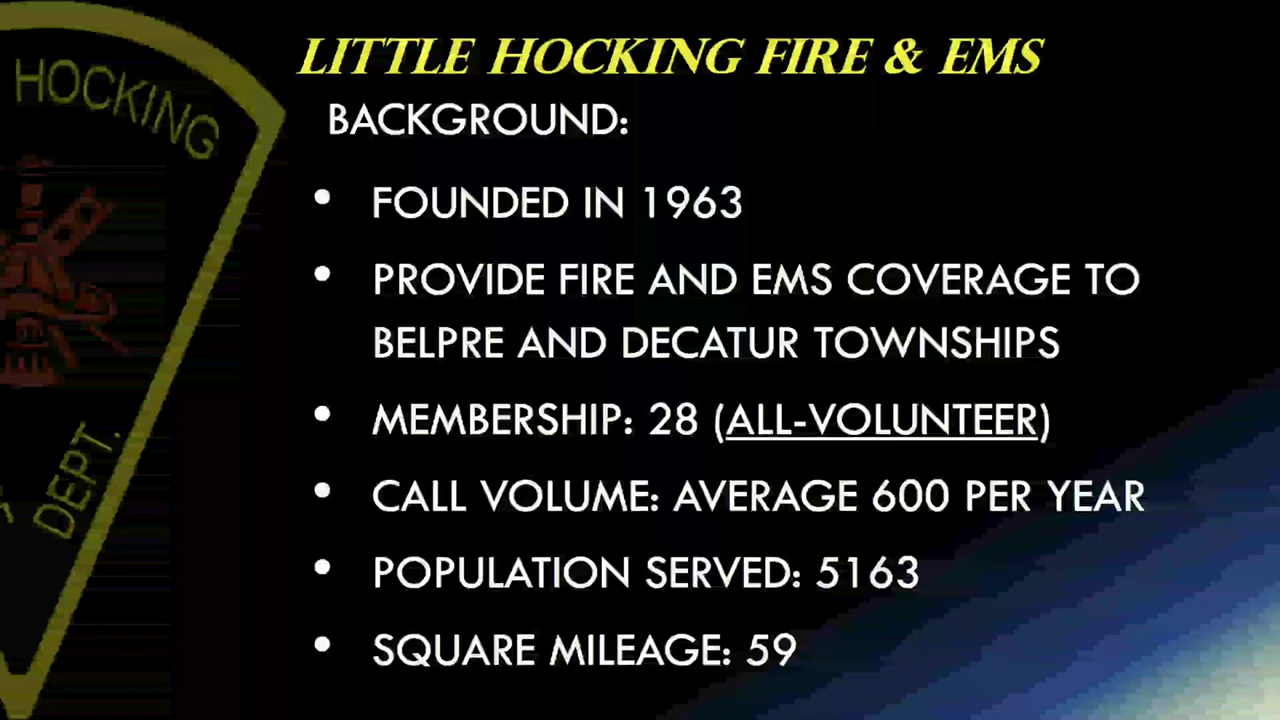 HOCKING
DEPT.
LITTLE HOCKING FIRE & EMS
BACKGROUND:
• FOUNDED IN 1963
• PROVIDE FIRE AND EMS COVERAGE TO
BELPRE AND DECATUR TOWNSHIPS
• MEMBERSHIP: 28 (ALL-VOLUNTEER)
• CALL VOLUME: AVERAGE 600 PER YEAR
• POPULATION SERVED: 5163
• SQUARE MILEAGE: 59